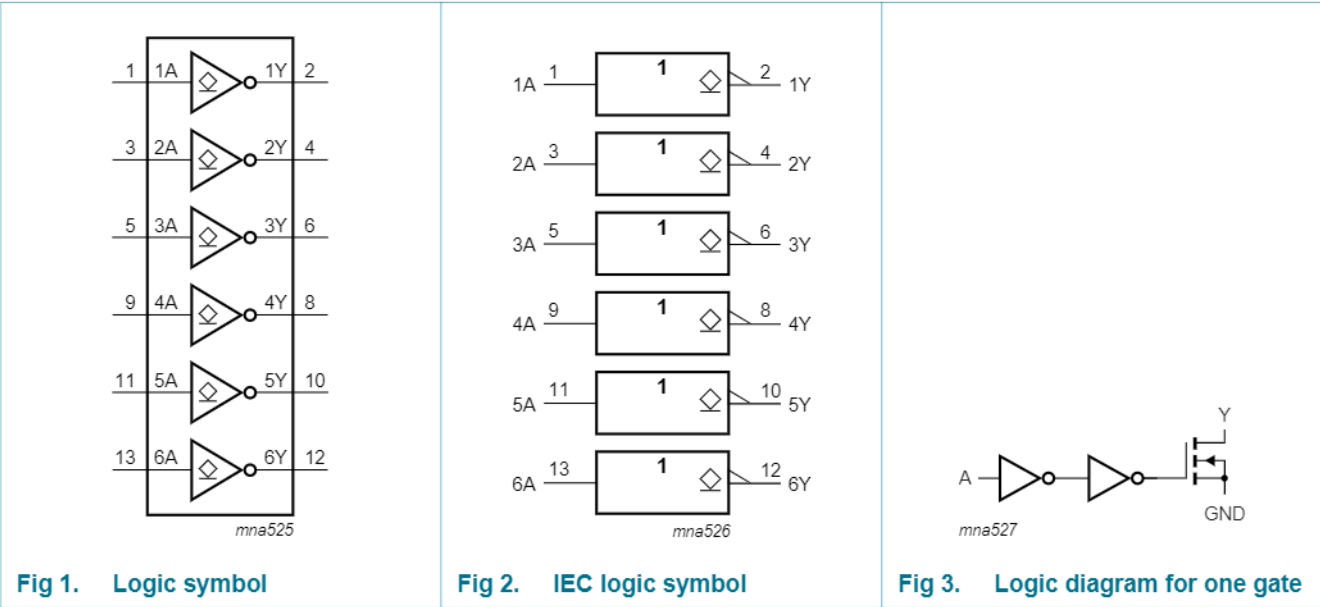 1 1A 1Y 2
3 2A 2Y 4
5 3A 3Y 6
9 4A 4Y 8
11 5A 5Y 10
13 6A 6Y 12
mna525
Fig 1. Logic symbol
1A 1 1 2 1Y
2A 3 1 4 2Y
3A 5 1 6 3Y
4A 9 1 8 4Y
5A 11 1 10 5Y
6A 13 1 12 6Y
mna526
Fig 2. IEC logic symbol
Y
A
GND
mna527
Fig 3. Logic diagram for one gate